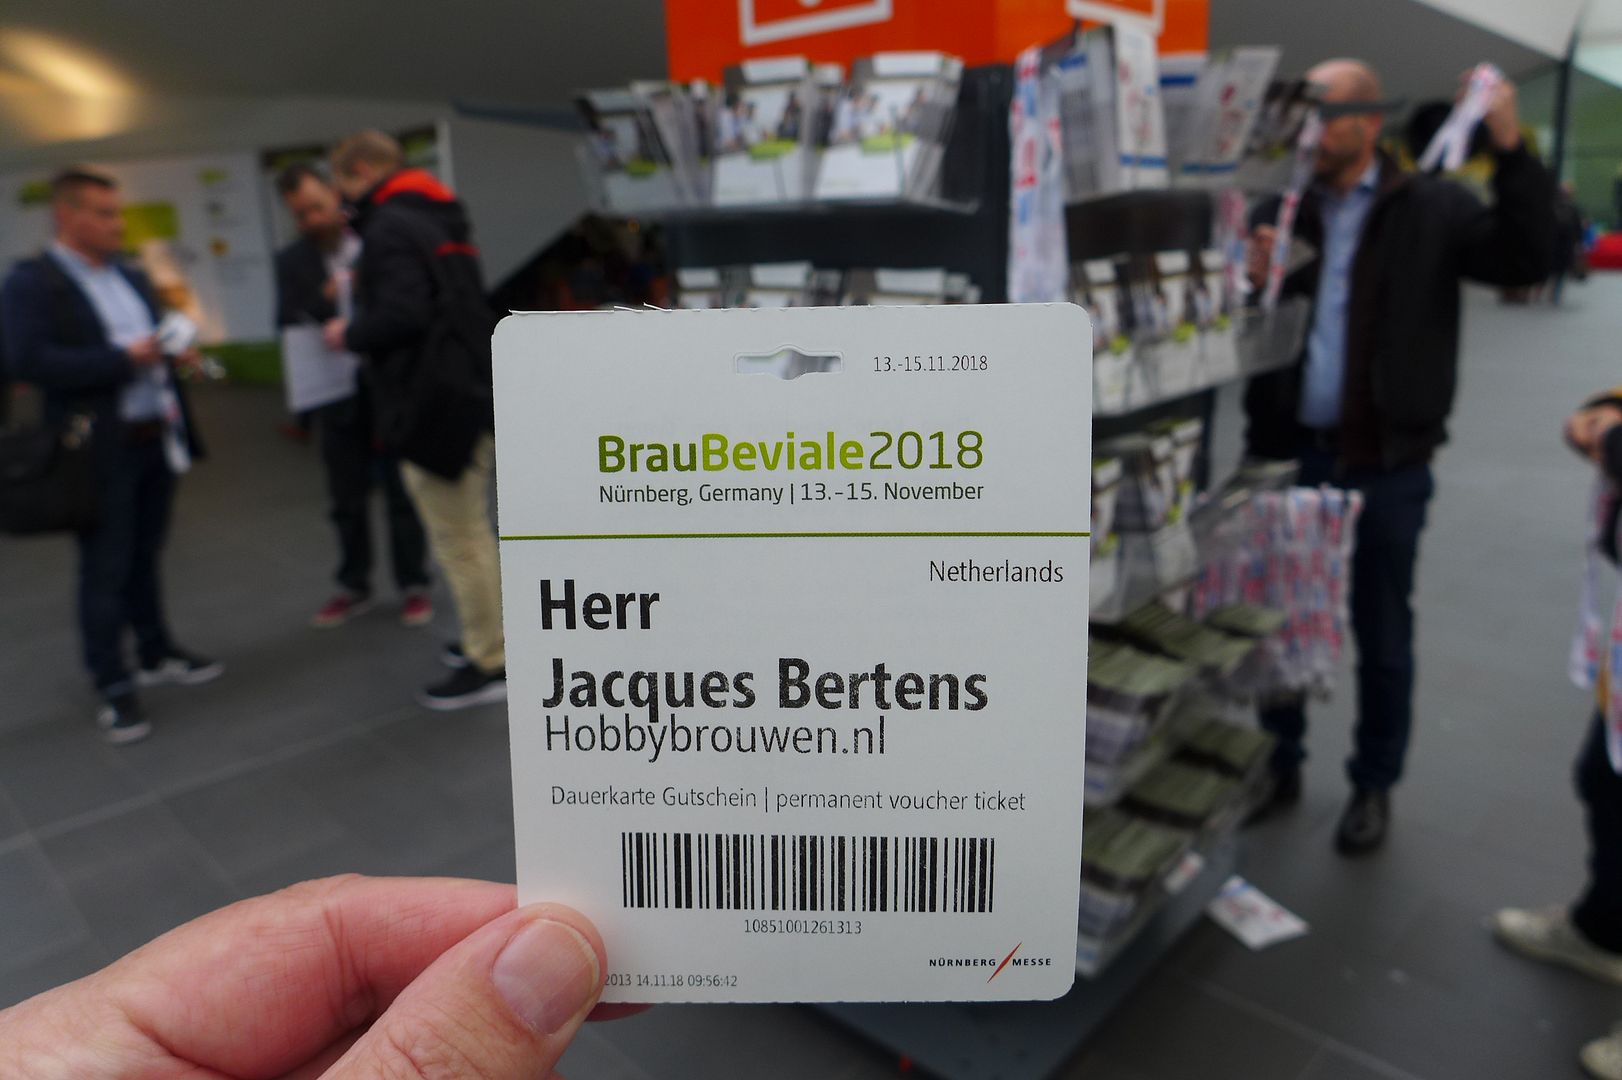 13.-15.11.2018
BrauBeviale2018
Nürnberg, Germany | 13.-15. November
Netherlands
Herr
Jacques Bertens
Hobbybrouwen.nl
Dauerkarte Gutschein | permanent voucher ticket
10851001261313
NÜRNBERG MESSE
2013 14.11.18 09:56:42